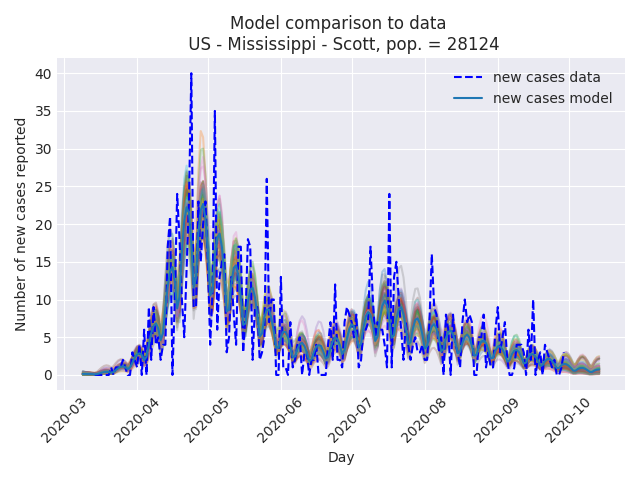 Model comparison to data
US - Mississippi - Scott, pop. = 28124
new cases data
new cases model
Number of new cases reported
40
35
30
25
20
15
10
5
0
2020-03
2020-04
2020-05
2020-06
2020-07
2020-08
2020-09
2020-10
Day